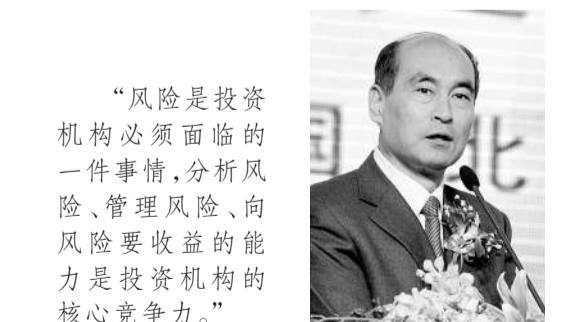 “风险是投资
机构必须面临的
一件事情,分析风
险、管理风险、向
风险要收益的能
力是投资机构的
核心竞争力。”
国 北